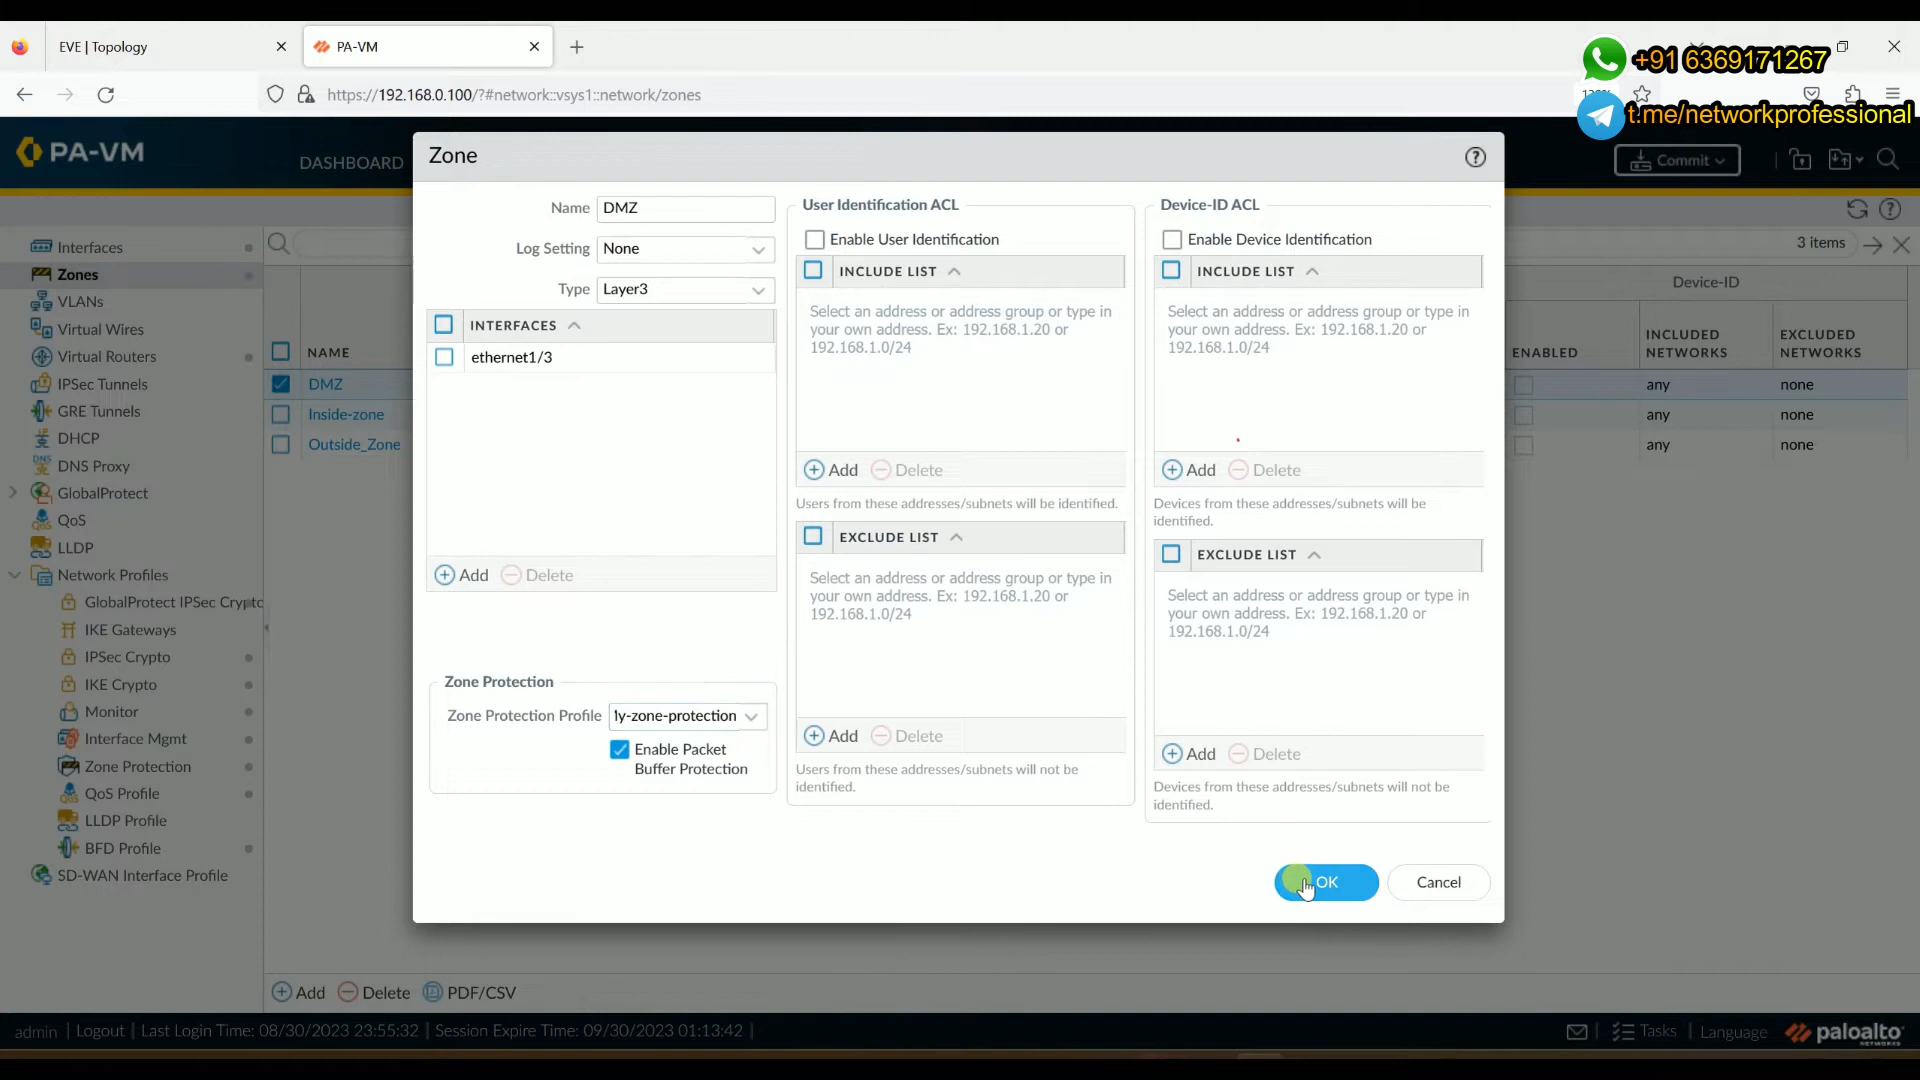 EVE | Topology
PA-VM
+91 6369171267
https://192.168.0.100/?#network::vsys1::network/zones
t.me/networkprofessional
PA-VM
DASHBOARD
Commit
Zone
Name
DMZ
Log Setting
None
Type
Layer3
INTERFACES
ethernet1/3
Add
Delete
Zone Protection
Zone Protection Profile
ly-zone-protection
Enable Packet
Buffer Protection
User Identification ACL
Enable User Identification
INCLUDE LIST
Select an address or address group or type in
your own address. Ex: 192.168.1.20 or
192.168.1.0/24
Add
Delete
Users from these addresses/subnets will be identified.
EXCLUDE LIST
Select an address or address group or type in
your own address. Ex: 192.168.1.20 or
192.168.1.0/24
Add
Delete
Users from these addresses/subnets will not be
identified.
Device-ID ACL
Enable Device Identification
INCLUDE LIST
Select an address or address group or type in
your own address. Ex: 192.168.1.20 or
192.168.1.0/24
Add
Delete
Devices from these addresses/subnets will be
identified.
EXCLUDE LIST
Select an address or address group or type in
your own address. Ex: 192.168.1.20 or
192.168.1.0/24
Add
Delete
Devices from these addresses/subnets will not be
identified.
OK
Cancel
Interfaces
Zones
VLANs
Virtual Wires
Virtual Routers
IPSec Tunnels
GRE Tunnels
DHCP
DNS Proxy
GlobalProtect
QoS
LLDP
Network Profiles
GlobalProtect IPSec Crypto
IKE Gateways
IPSec Crypto
IKE Crypto
Monitor
Interface Mgmt
Zone Protection
QoS Profile
LLDP Profile
BFD Profile
SD-WAN Interface Profile
NAME
DMZ
Inside-zone
Outside_Zone
3 items
Device-ID
ENABLED
INCLUDED
NETWORKS
EXCLUDED
NETWORKS
any
none
any
none
any
none
Add
Delete
PDF/CSV
admin | Logout | Last Login Time: 08/30/2023 23:55:32 | Session Expire Time: 09/30/2023 01:13:42 |
Tasks | Language
paloalto
NETWORKS